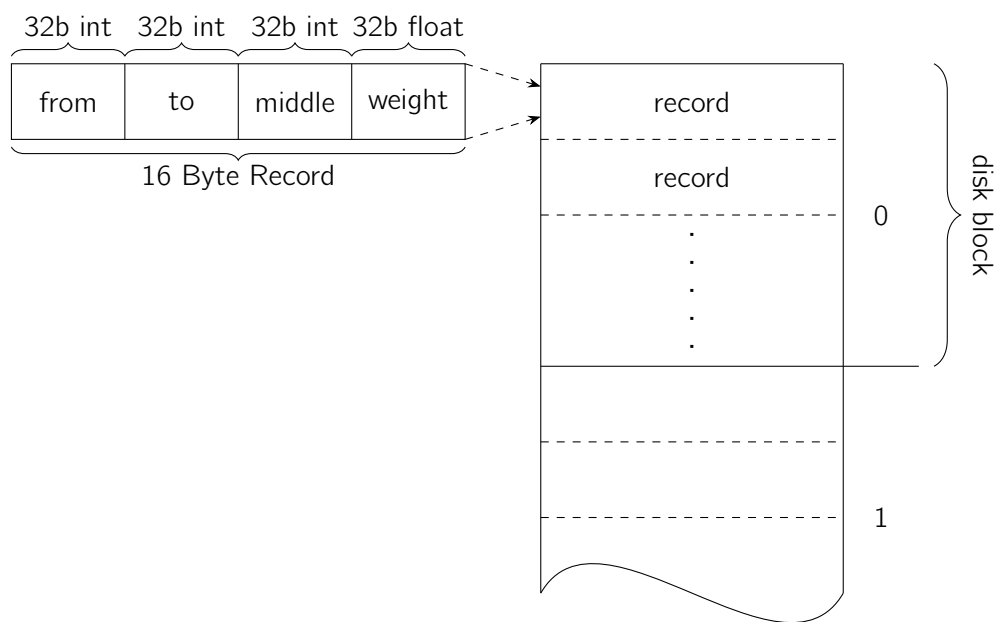 32b int 32b int 32b int 32b float
from to middle weight
16 Byte Record
record
record
0
disk block
1